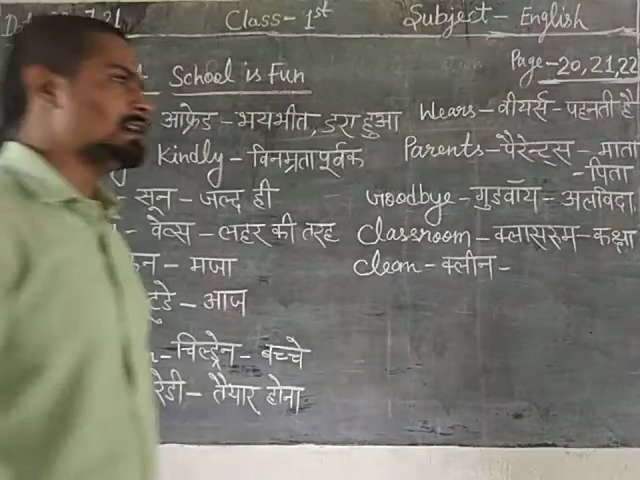 Class- 1st Subject- English
Page-20,21,22
School is Fun
आफ्रेड - भयभीत, डरा हुआ
Kindly - विनम्रतापूर्वक
सून - जल्द ही
वेव्स - लहर की तरह
फन - मजा
टुडे - आज
चिल्ड्रेन - बच्चे
रेडी - तैयार होना
Wears - वीयर्स - पहनती है
Parents - पैरेन्ट्स - माता
- पिता
Goodbye - गुडबॉय - अलविदा
Classroom - क्लासरूम - कक्षा
clean - क्लीन -